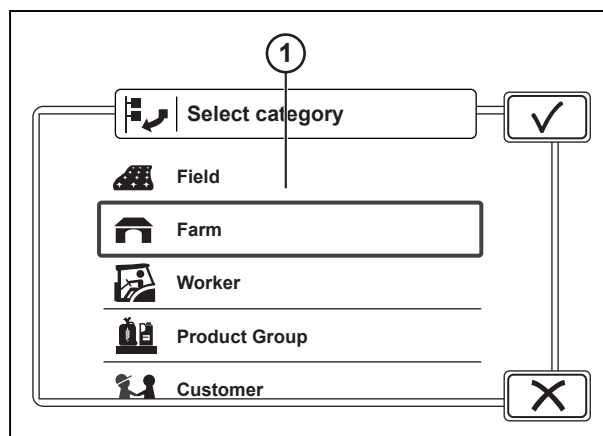 1
Select category
Field
Farm
Worker
Product Group
Customer